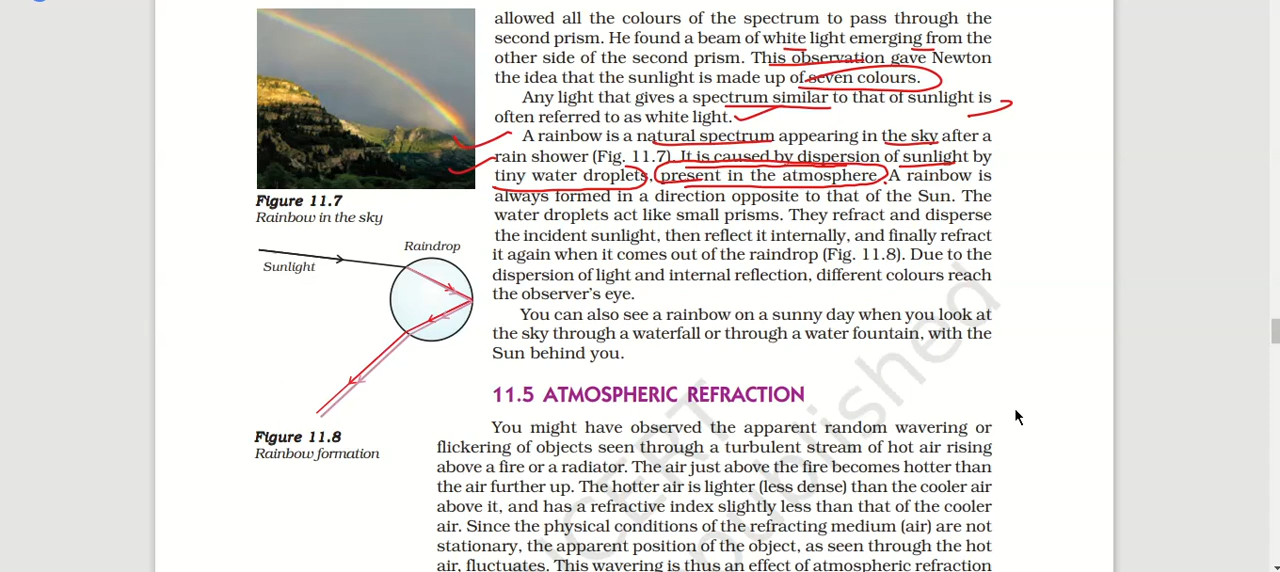 allowed all the colours of the spectrum to pass through the
second prism. He found a beam of white light emerging from the
other side of the second prism. This observation gave Newton
the idea that the sunlight is made up of seven colours.
Any light that gives a spectrum similar to that of sunlight is
often referred to as white light.
A rainbow is a natural spectrum appearing in the sky after a
rain shower (Fig. 11.7). It is caused by dispersion of sunlight by
tiny water droplets, present in the atmosphere. A rainbow is
always formed in a direction opposite to that of the Sun. The
water droplets act like small prisms. They refract and disperse
the incident sunlight, then reflect it internally, and finally refract
it again when it comes out of the raindrop (Fig. 11.8). Due to the
dispersion of light and internal reflection, different colours reach
the observer's eye.
You can also see a rainbow on a sunny day when you look at
the sky through a waterfall or through a water fountain, with the
Sun behind you.
Figure 11.7
Rainbow in the sky
Raindrop
Sunlight
Figure 11.8
Rainbow formation
11.5 ATMOSPHERIC REFRACTION
You might have observed the apparent random wavering or
flickering of objects seen through a turbulent stream of hot air rising
above a fire or a radiator. The air just above the fire becomes hotter than
the air further up. The hotter air is lighter (less dense) than the cooler air
above it, and has a refractive index slightly less than that of the cooler
air. Since the physical conditions of the refracting medium (air) are not
stationary, the apparent position of the object, as seen through the hot
air, fluctuates. This wavering is thus an effect of atmospheric refraction
published